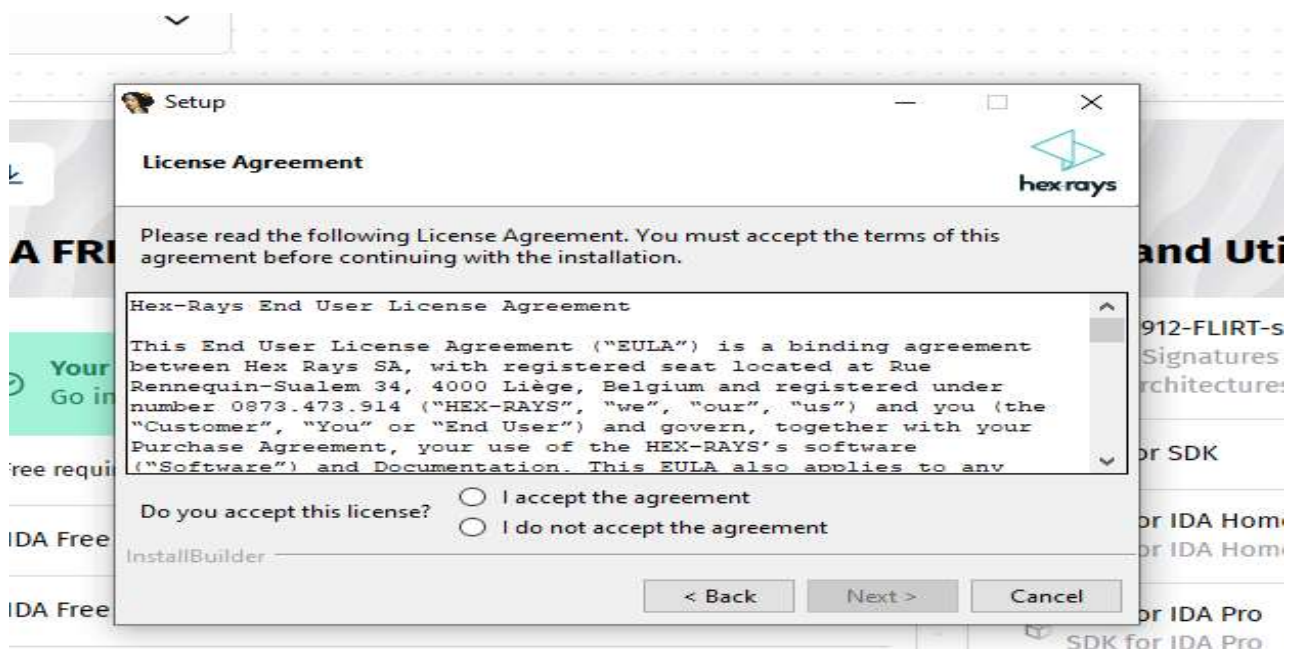 Setup
License Agreement
hex-rays
Please read the following License Agreement. You must accept the terms of this
agreement before continuing with the installation.
Hex-Rays End User License Agreement
This End User License Agreement (“EULA”) is a binding agreement
between Hex Rays SA, with registered seat located at Rue
Rennequin-Sualem 34, 4000 Liège, Belgium and registered under
number 0873.473.914 (“HEX-RAYS”, “we”, “our”, “us”) and you (the
“Customer”, “You” or “End User”) and govern, together with your
Purchase Agreement, your use of the HEX-RAYS’s software
(“Software”) and Documentation. This EULA also applies to any
Do you accept this license?
I accept the agreement
I do not accept the agreement
InstallBuilder
< Back
Next >
Cancel
A FRE
Your
Go in
ree requi
IDA Free
IDA Free
and Uti
912-FLIRT-s
Signatures
rchitectures
or SDK
or IDA Hom
or IDA Hom
or IDA Pro
SDK for IDA Pro